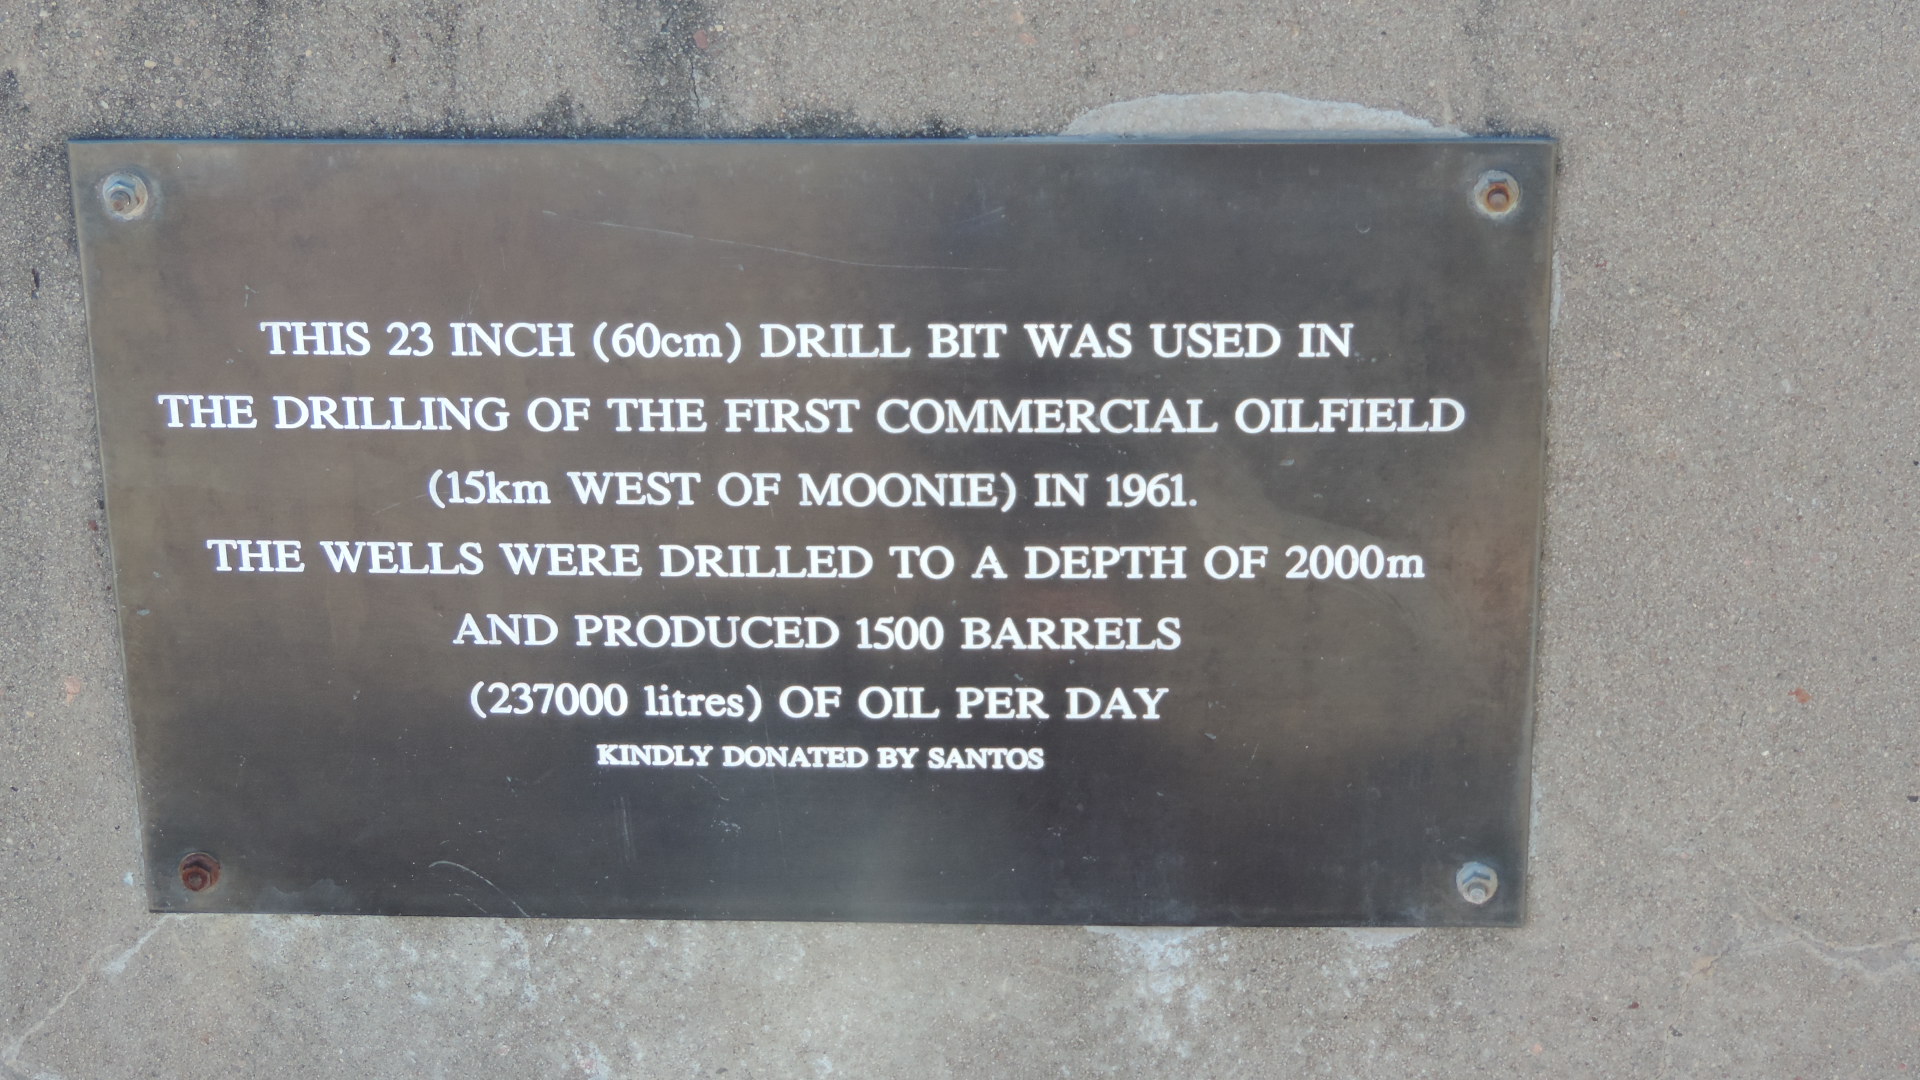 THIS 23 INCH (60cm) DRILL BIT WAS USED IN
THE DRILLING OF THE FIRST COMMERCIAL OILFIELD
(15km WEST OF MOONIE) IN 1961.
THE WELLS WERE DRILLED TO A DEPTH OF 2000m
AND PRODUCED 1500 BARRELS
(237000 litres) OF OIL PER DAY
KINDLY DONATED BY SANTOS